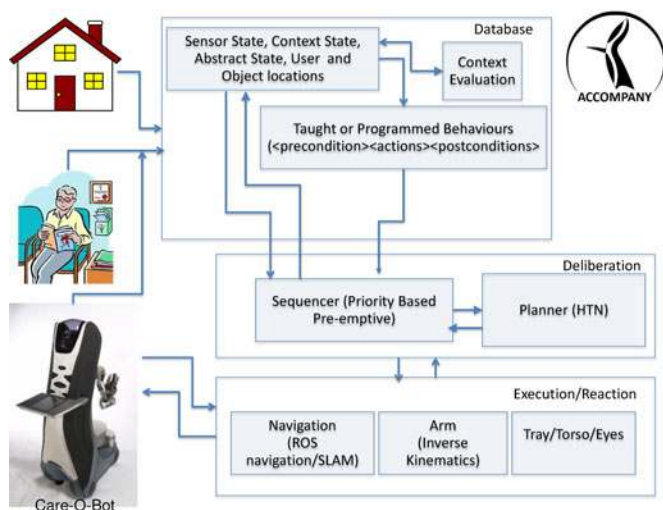 Database
Sensor State, Context State,
Abstract State, User and
Object locations
Context
Evaluation
ACCOMPANY
Taught or Programmed Behaviours
(<precondition><actions><postconditions>
Deliberation
Sequencer (Priority Based
Pre-emptive)
Planner (HTN)
Execution/Reaction
Navigation
(ROS
navigation/SLAM)
Arm
(Inverse
Kinematics)
Tray/Torso/Eyes
Care-O-Bot